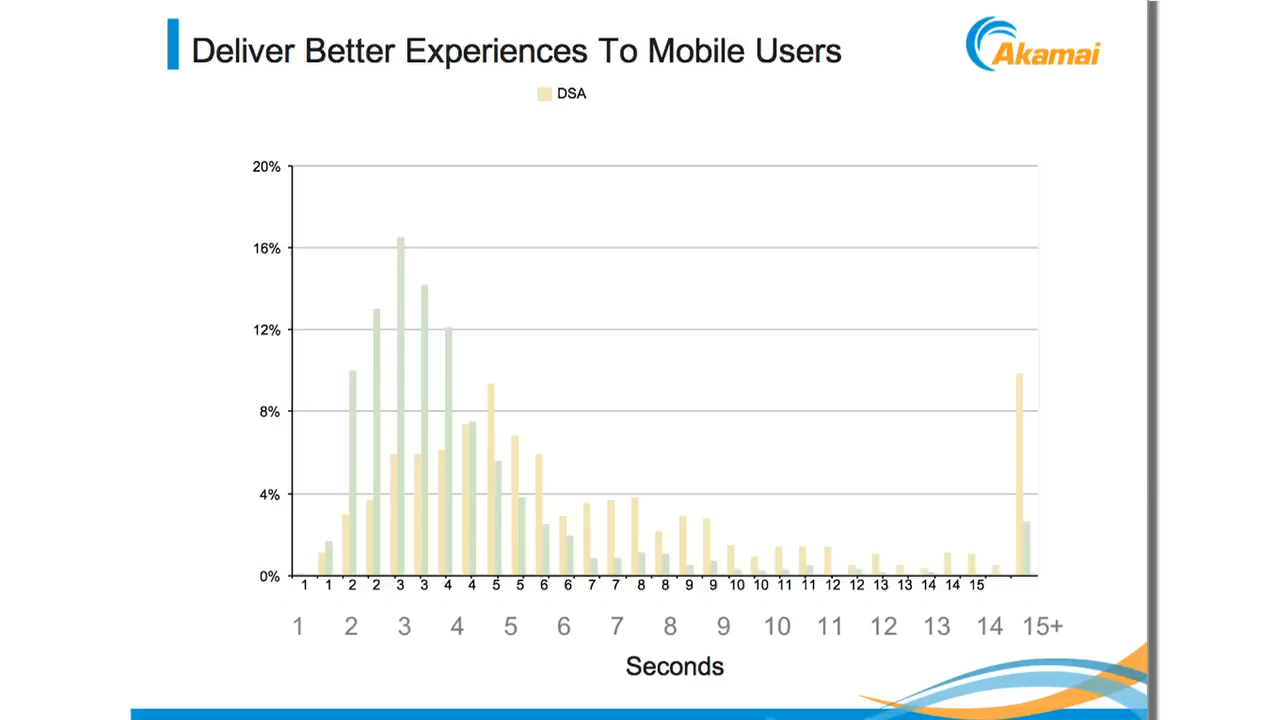 Deliver Better Experiences To Mobile Users
Akamai
DSA
20%
16%
12%
8%
4%
0%
1 1 2 2 3 3 4 4 5 5 6 6 7 7 8 8 9 9 10 10 11 11 12 12 13 13 14 14 15
1 2 3 4 5 6 7 8 9 10 11 12 13 14 15+
Seconds